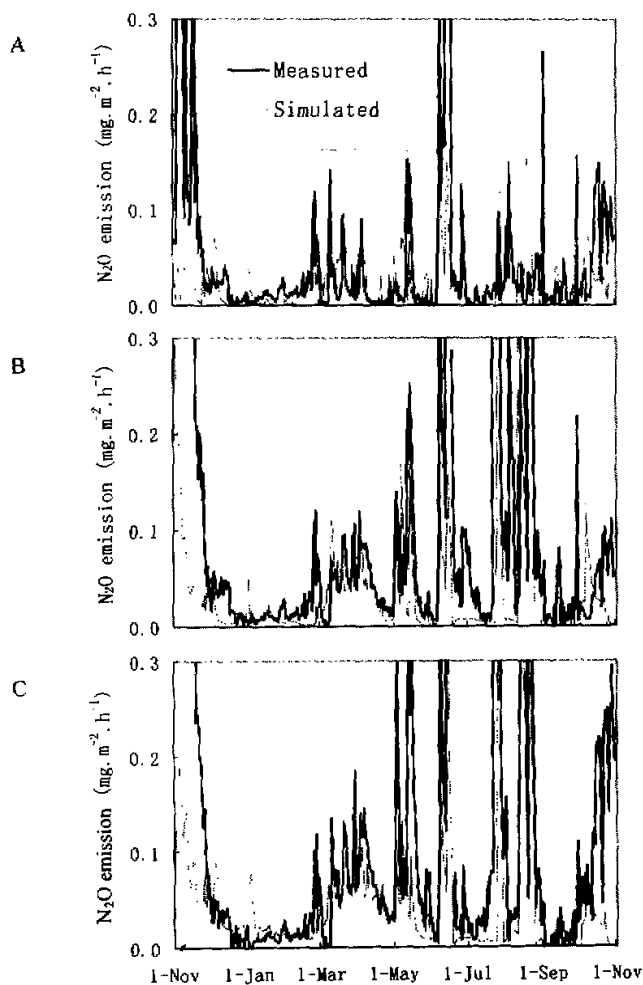 A
N₂O emission (mg.m⁻².h⁻¹)
0.3
0.2
0.1
0.0
Measured
Simulated
B
N₂O emission (mg.m⁻².h⁻¹)
0.3
0.2
0.1
0.0
C
N₂O emission (mg.m⁻².h⁻¹)
0.3
0.2
0.1
0.0
1-Nov 1-Jan 1-Mar 1-May 1-Jul 1-Sep 1-Nov